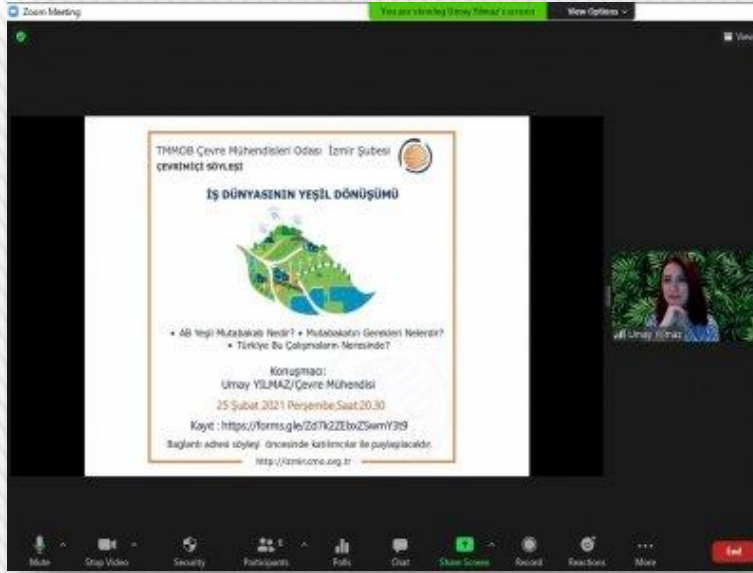 Zoom Meeting
You are viewing Umay Yilmaz's screen
View Options
View
TMMOB Çevre Mühendisleri Odası İzmir Şubesi
ÇEVRİMİÇİ SÖYLEŞİ
İŞ DÜNYASININ YEŞİL DÖNÜŞÜMÜ
• AB Yeşil Mutabakatı Nedir? • Mutabakatın Gerekleri Nelerdir?
• Türkiye Bu Çalışmaların Neresinde?
Konuşmacı:
Umay YILMAZ/Çevre Mühendisi
25 Şubat 2021 Perşembe,Saat:20.30
Kayıt : https://forms.gle/
Bağlantı adresi söyleşi öncesinde katılımcılar ile paylaşılacaktır.
http://izmir.cmo.org.tr
Umay Yilmaz
Mute
Stop Video
Security
Participants
Polls
Chat
Share Screen
Record
Reactions
More
End